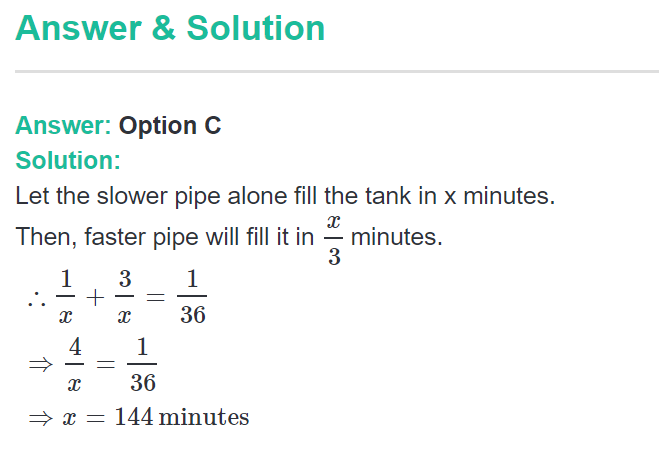 Answer & Solution
Answer: Option C
Solution:
Let the slower pipe alone fill the tank in x minutes.
Then, faster pipe will fill it in x/3 minutes.
∴ 1/x + 3/x = 1/36
⇒ 4/x = 1/36
⇒ x = 144 minutes